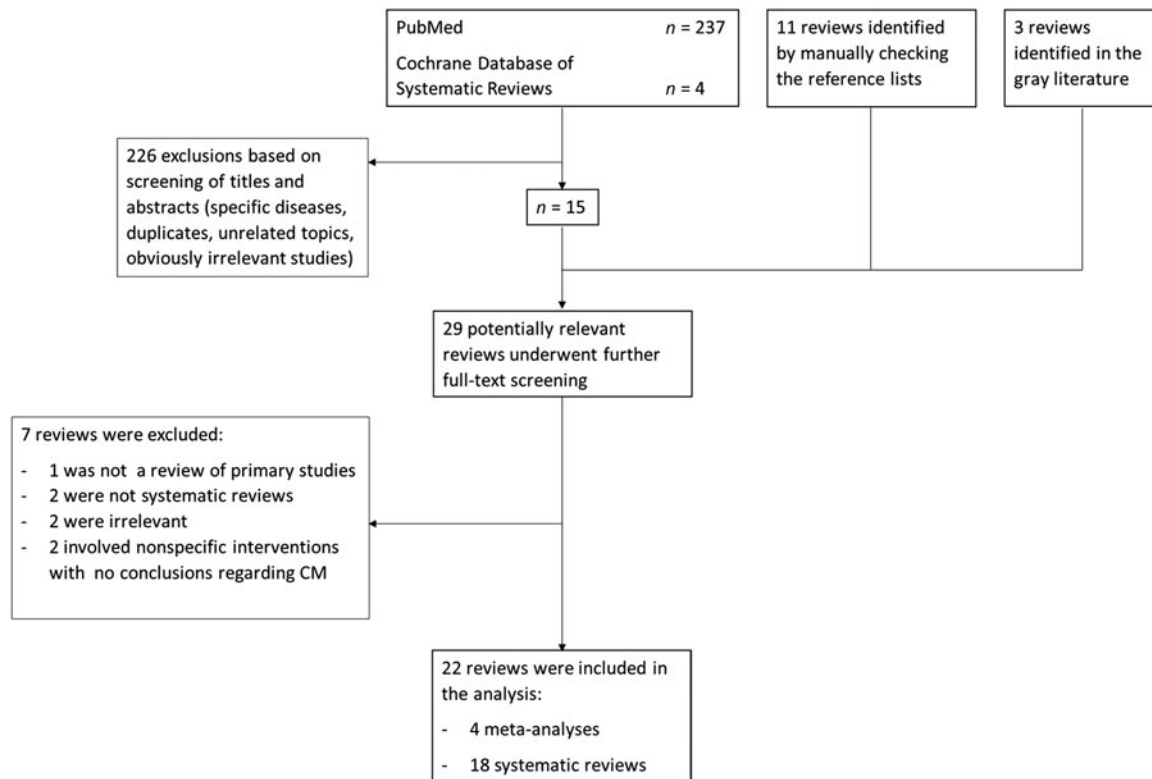 PubMed n = 237
Cochrane Database of
Systematic Reviews n = 4
11 reviews identified
by manually checking
the reference lists
3 reviews
identified in the
gray literature
226 exclusions based on
screening of titles and
abstracts (specific diseases,
duplicates, unrelated topics,
obviously irrelevant studies)
n = 15
29 potentially relevant
reviews underwent further
full-text screening
7 reviews were excluded:
- 1 was not a review of primary studies
- 2 were not systematic reviews
- 2 were irrelevant
- 2 involved nonspecific interventions
with no conclusions regarding CM
22 reviews were included in
the analysis:
- 4 meta-analyses
- 18 systematic reviews